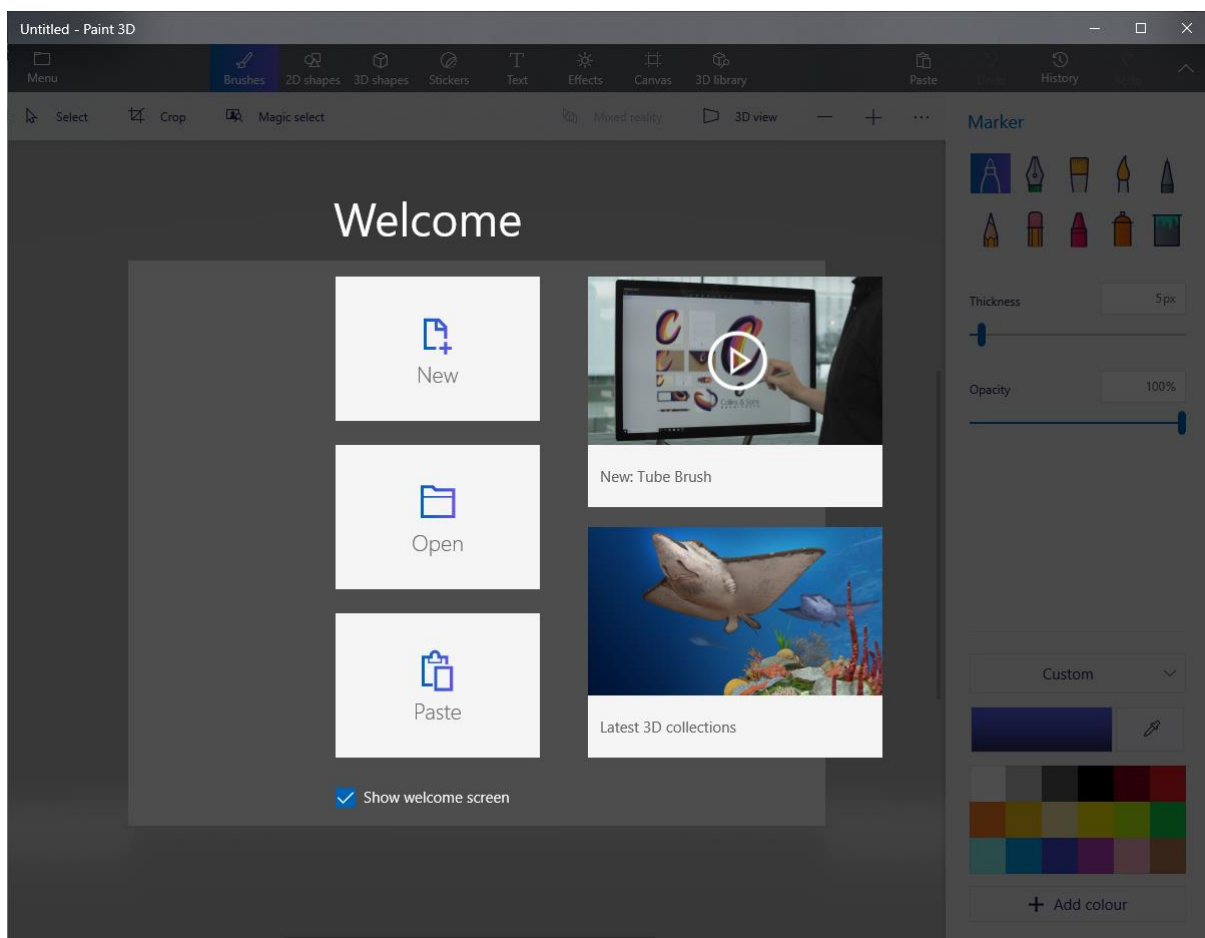 Untitled - Paint 3D
Menu
Brushes
2D shapes
3D shapes
Stickers
Text
Effects
Canvas
3D library
Paste
History
Select
Crop
Magic select
Mixed reality
3D view
Marker
Welcome
New
Open
Paste
Show welcome screen
New: Tube Brush
Latest 3D collections
Thickness
5px
Opacity
100%
Custom
Add colour